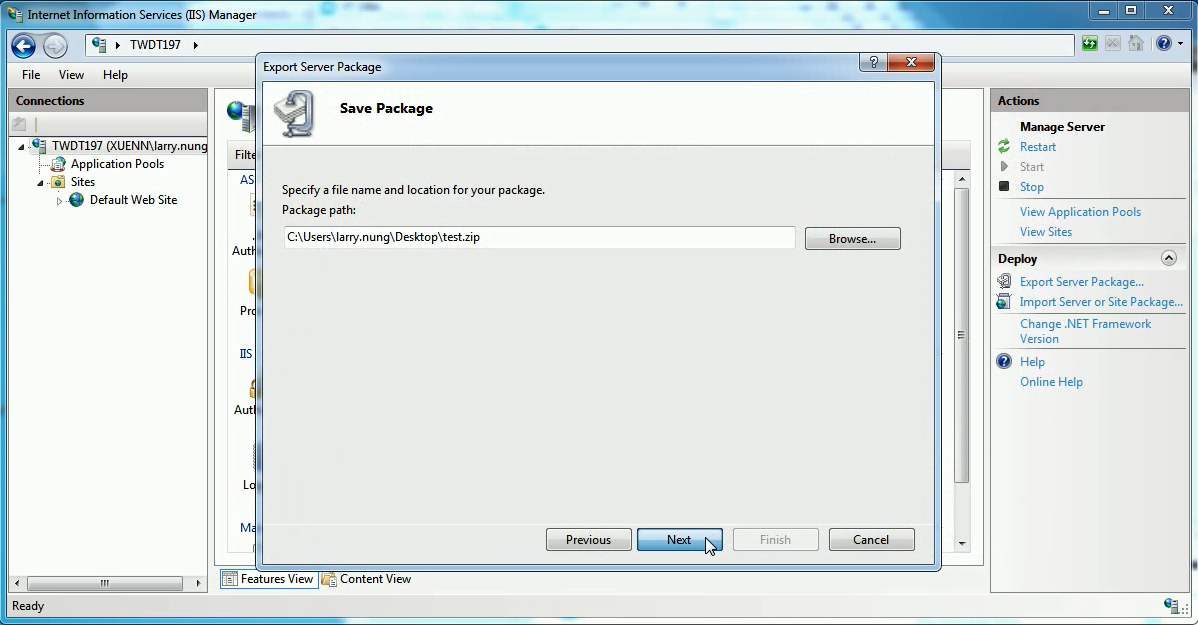 Internet Information Services (IIS) Manager
TWDT197
File View Help
Connections
TWDT197 (XUENN\larry.nung
Application Pools
Sites
Default Web Site
Filte
AS
Auth
Pro
IIS
Auth
Lo
Ma
Export Server Package
?
Save Package
Specify a file name and location for your package.
Package path:
C:\Users\larry.nung\Desktop\test.zip
Browse...
Previous Next Finish Cancel
Features View Content View
Actions
Manage Server
Restart
Start
Stop
View Application Pools
View Sites
Deploy
Export Server Package...
Import Server or Site Package...
Change .NET Framework
Version
Help
Online Help
Ready